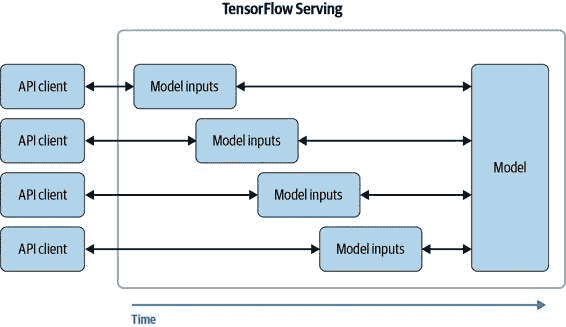 TensorFlow Serving
API client
Model inputs
API client
Model inputs
API client
Model inputs
API client
Model inputs
Model
Time